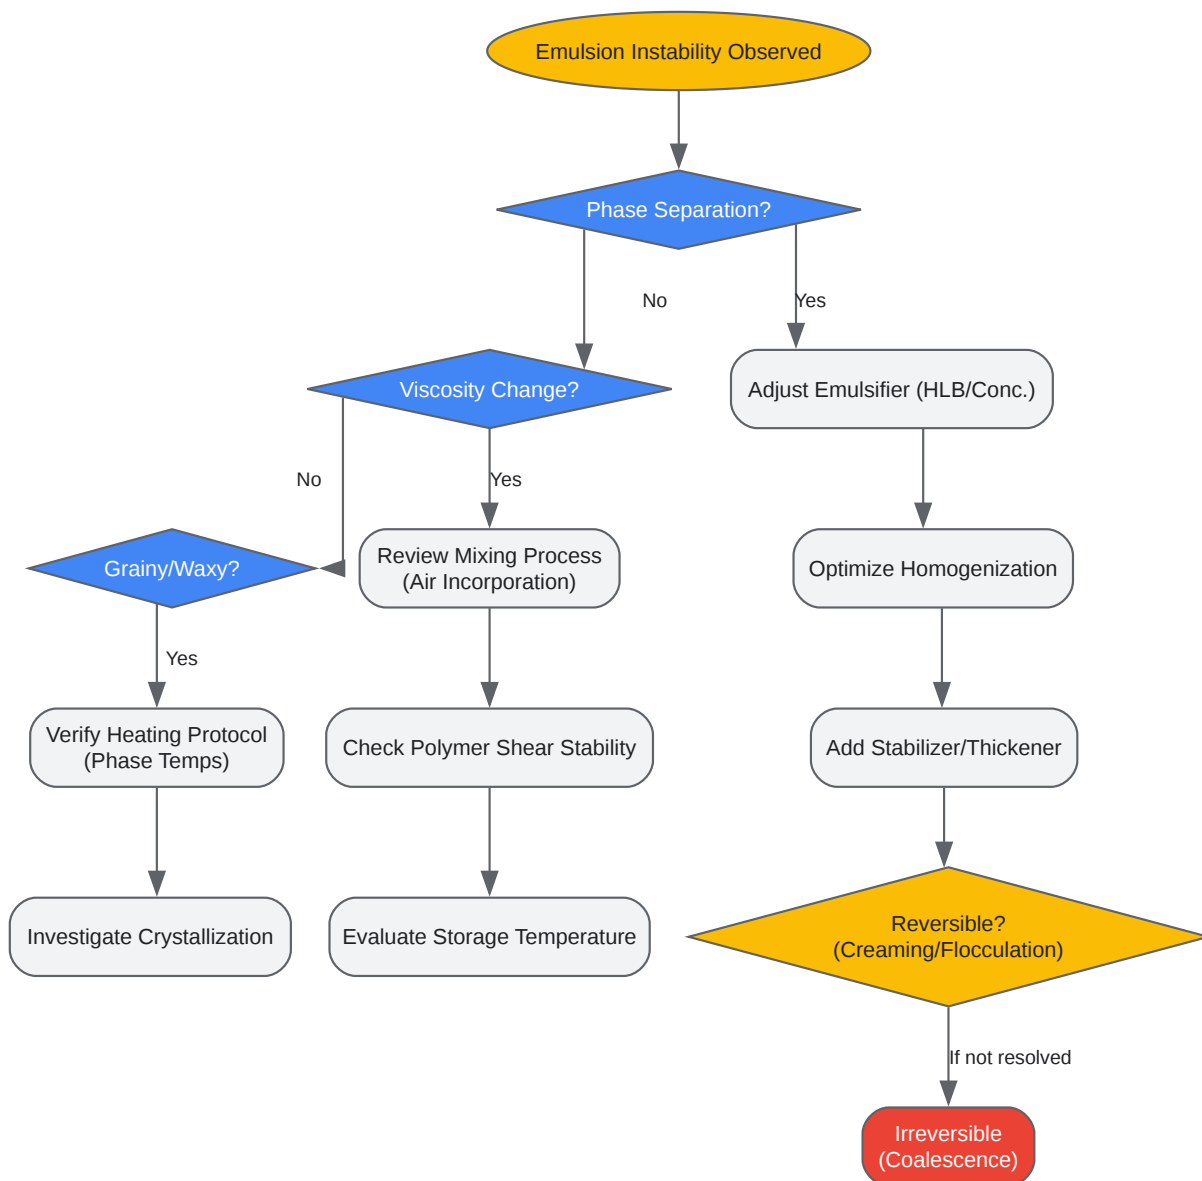 Emulsion Instability Observed
Phase Separation?
No
Yes
Viscosity Change?
Adjust Emulsifier (HLB/Conc.)
No
Yes
Grainy/Waxy?
Review Mixing Process
(Air Incorporation)
Optimize Homogenization
Yes
Verify Heating Protocol
(Phase Temps)
Check Polymer Shear Stability
Add Stabilizer/Thickener
Investigate Crystallization
Evaluate Storage Temperature
Reversible?
(Creaming/Flocculation)
If not resolved
Irreversible
(Coalescence)